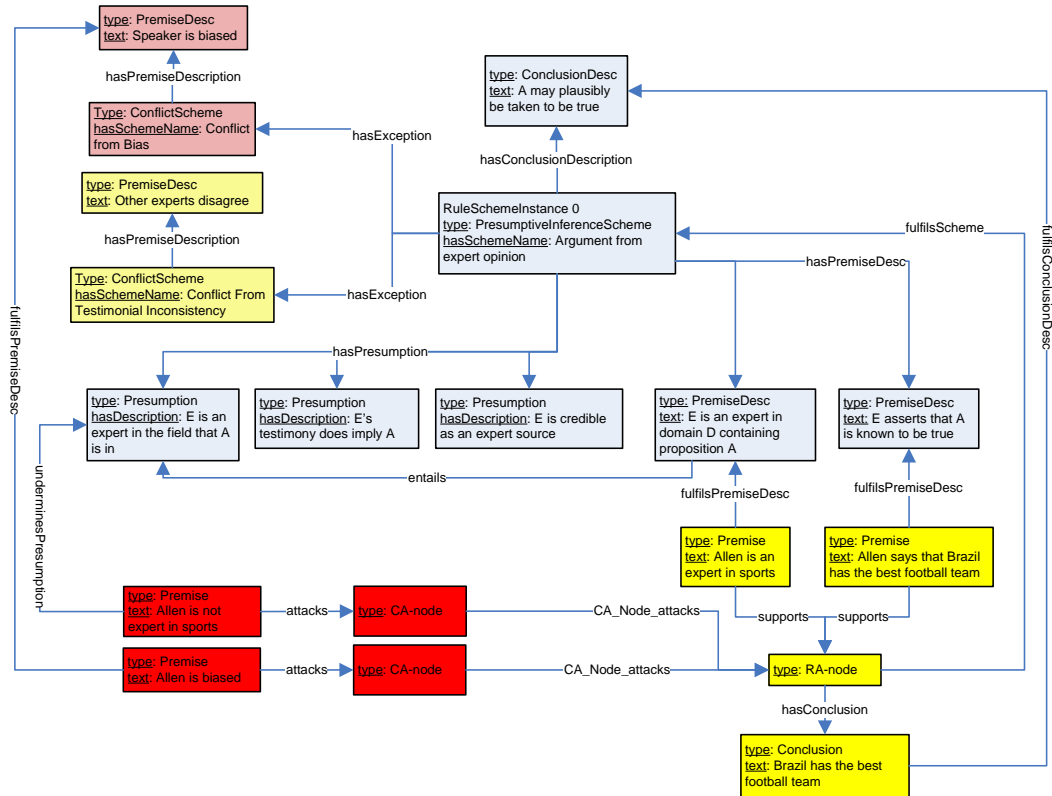 type: PremiseDesc
text: Speaker is biased
hasPremiseDescription
Type: ConflictScheme
hasSchemeName: Conflict
from Bias
type: PremiseDesc
text: Other experts disagree
hasPremiseDescription
Type: ConflictScheme
hasSchemeName: Conflict From
Testimonial Inconsistency
hasException
hasException
type: ConclusionDesc
text: A may plausibly
be taken to be true
hasConclusionDescription
RuleSchemeInstance 0
type: PresumptiveInferenceScheme
hasSchemeName: Argument from
expert opinion
fulfilsScheme
hasPremiseDesc
fulfilsConclusionDesc
fulfilsPremiseDesc
hasPresumption
type: Presumption
hasDescription: E is an
expert in the field that A
is in
type: Presumption
hasDescription: E's
testimony does imply A
type: Presumption
hasDescription: E is credible
as an expert source
type: PremiseDesc
text: E is an expert in
domain D containing
proposition A
type: PremiseDesc
text: E asserts that A
is known to be true
entails
underminesPresumption
fulfilsPremiseDesc
fulfilsPremiseDesc
type: Premise
text: Allen is an
expert in sports
type: Premise
text: Allen says that Brazil
has the best football team
type: Premise
text: Allen is not
expert in sports
attacks
type: CA-node
CA_Node_attacks
supports
supports
type: Premise
text: Allen is biased
attacks
type: CA-node
CA_Node_attacks
type: RA-node
hasConclusion
type: Conclusion
text: Brazil has the best
football team